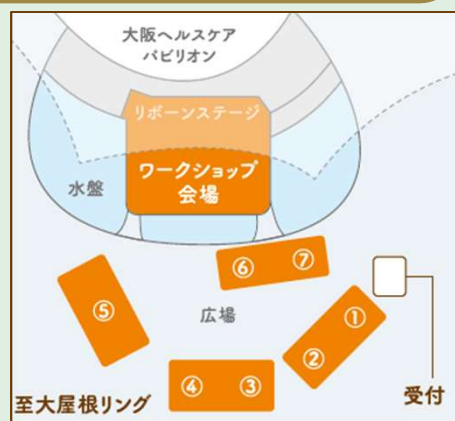 大阪ヘルスケア
パビリオン
リボーンステージ
ワークショップ
会場
水盤
⑥ ⑦
①
⑤
広場
②
④ ③
至大屋根リング
受付